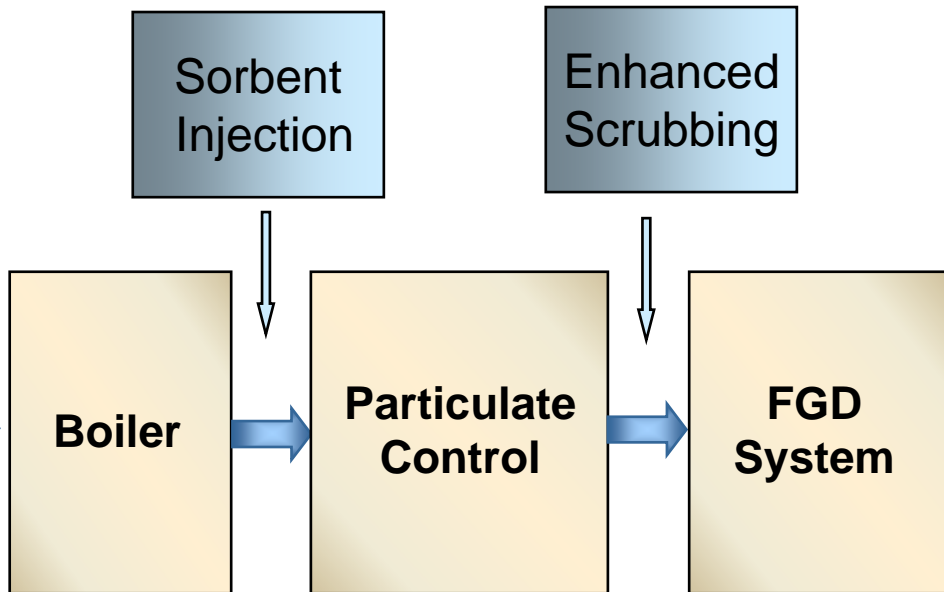 Sorbent
Injection
Enhanced
Scrubbing
Boiler
Particulate
Control
FGD
System